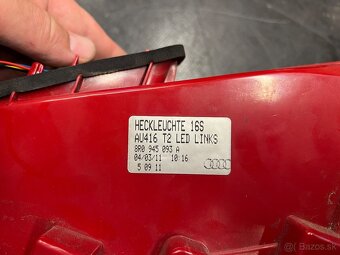 HECKLEUCHTE 16S
AU416 T2 LED LINKS
8R0 945 093 A
04/03/11 10:16
5 09 11
bazos.sk